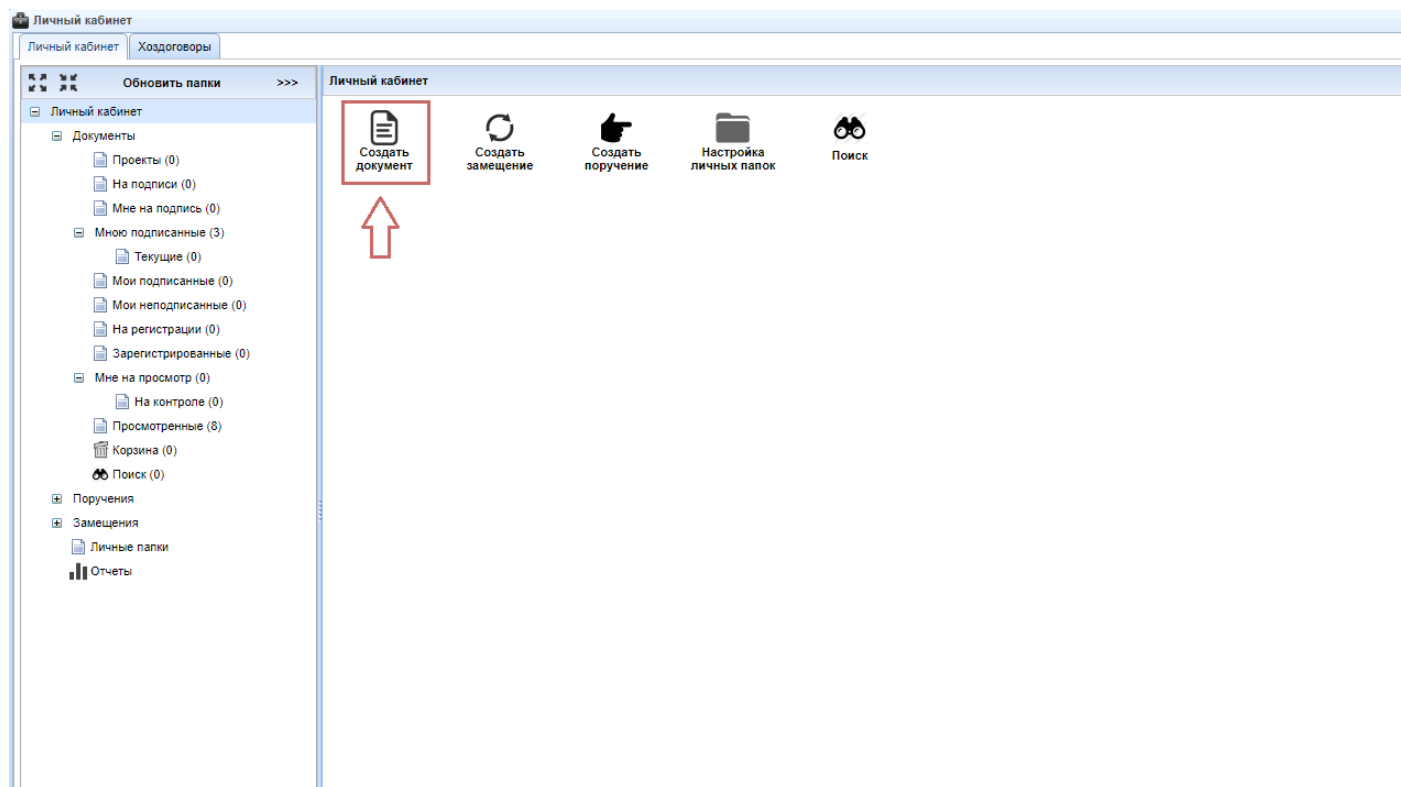 Личный кабинет
Личный кабинет
Хоздоговоры
Обновить папки >>>
Личный кабинет
Документы
Проекты (0)
На подписи (0)
Мне на подпись (0)
Мною подписанные (3)
Текущие (0)
Мои подписанные (0)
Мои неподписанные (0)
На регистрации (0)
Зарегистрированные (0)
Мне на просмотр (0)
На контроле (0)
Просмотренные (8)
Корзина (0)
Поиск (0)
Поручения
Замещения
Личные папки
Отчеты
Личный кабинет
Создать
документ
Создать
замещение
Создать
поручение
Настройка
личных папок
Поиск